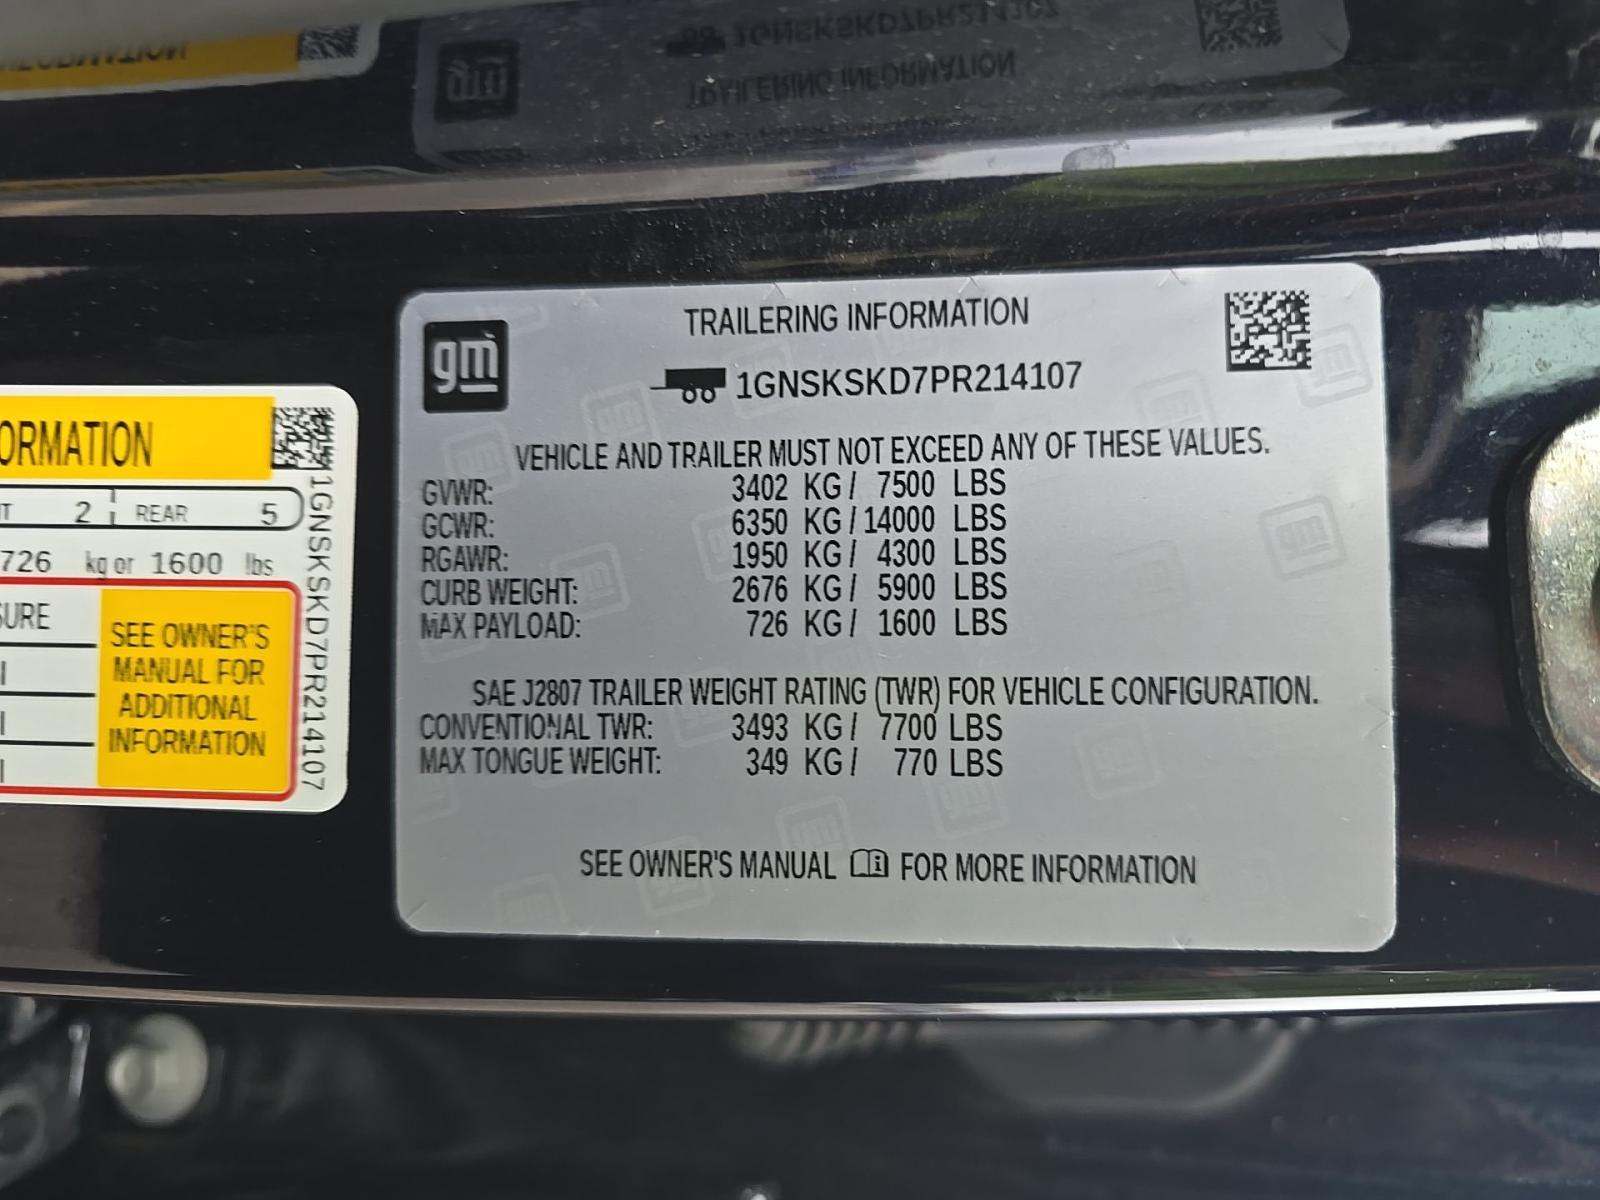 ORMATION
T 2 REAR 5
726 kg or 1600 lbs
SURE
SEE OWNER'S
MANUAL FOR
ADDITIONAL
INFORMATION
1GNSKSKD7PR214107
gm
TRAILERING INFORMATION
1GNSKSKD7PR214107
VEHICLE AND TRAILER MUST NOT EXCEED ANY OF THESE VALUES.
GVWR: 3402 KG / 7500 LBS
GCWR: 6350 KG / 14000 LBS
RGAWR: 1950 KG / 4300 LBS
CURB WEIGHT: 2676 KG / 5900 LBS
MAX PAYLOAD: 726 KG / 1600 LBS
SAE J2807 TRAILER WEIGHT RATING (TWR) FOR VEHICLE CONFIGURATION.
CONVENTIONAL TWR: 3493 KG / 7700 LBS
MAX TONGUE WEIGHT: 349 KG / 770 LBS
SEE OWNER'S MANUAL FOR MORE INFORMATION